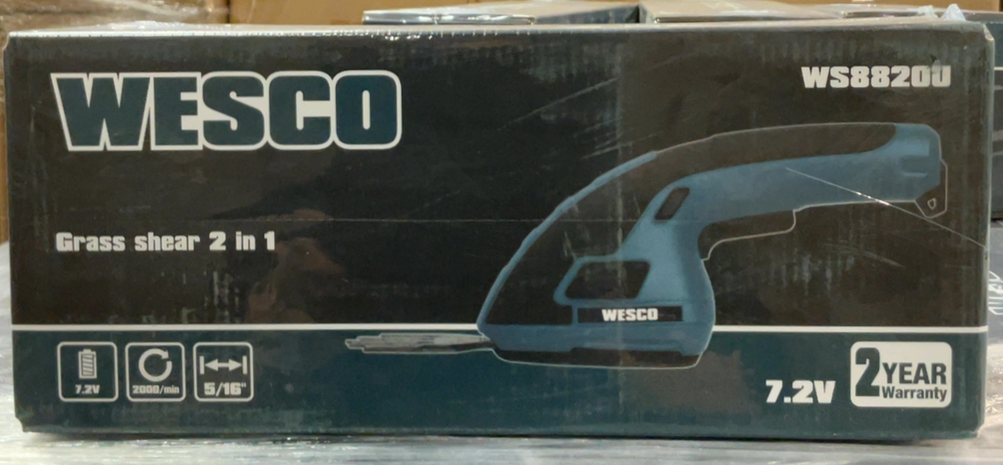 WESCO
WS8820U
Grass shear 2 in 1
WESCO
7.2V
2000/min
5/16"
7.2V
2 YEAR
Warranty